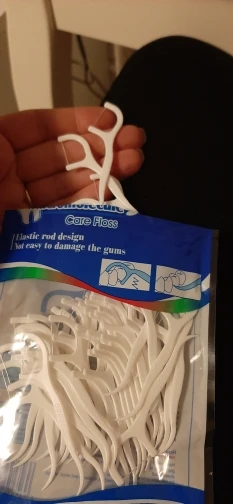 Care Floss
Elastic rod design
Not easy to damage the gums